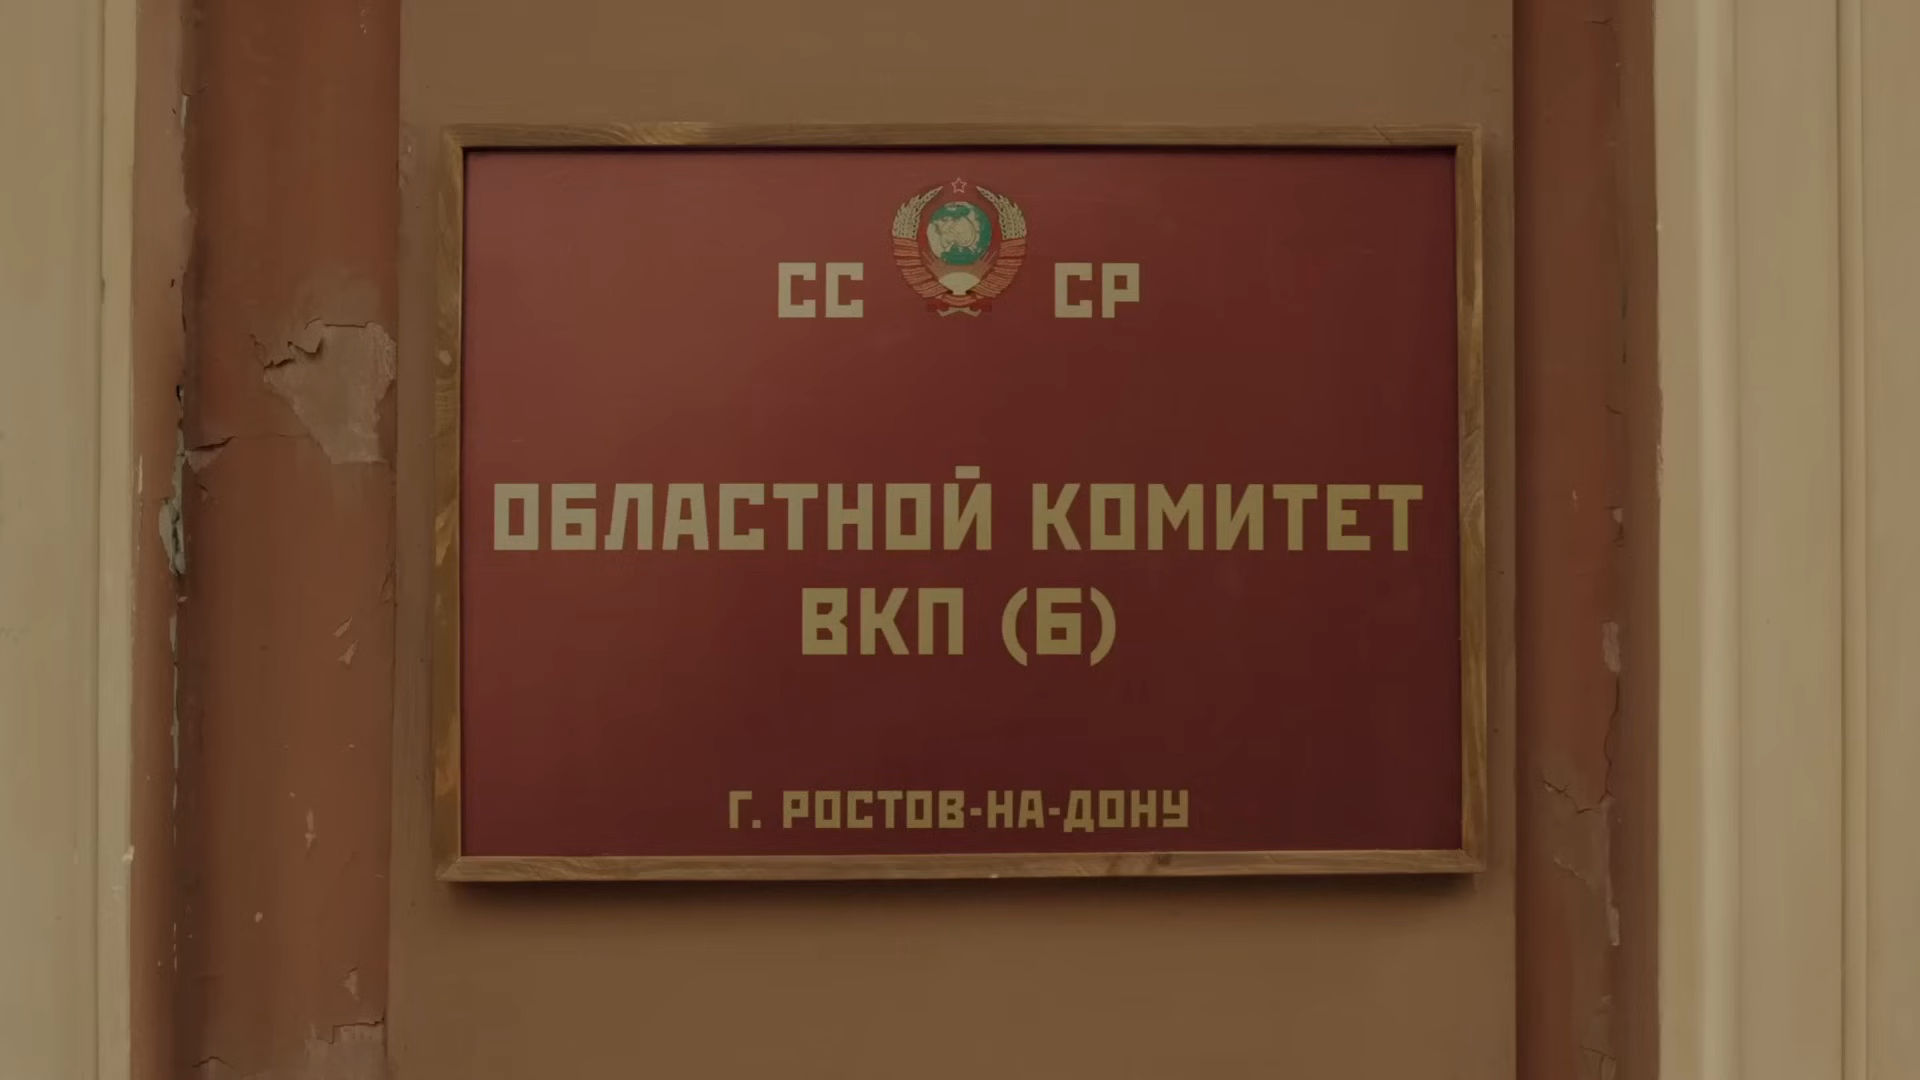 СС СР
ОБЛАСТНОЙ КОМИТЕТ
ВКП (Б)
Г. РОСТОВ-НА-ДОНУ